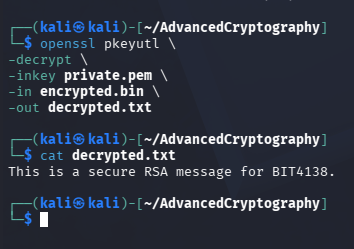 ┌──(kali㉿kali)-[~/AdvancedCryptography]
└─$ openssl pkeyutl \
-decrypt \
-inkey private.pem \
-in encrypted.bin \
-out decrypted.txt
┌──(kali㉿kali)-[~/AdvancedCryptography]
└─$ cat decrypted.txt
This is a secure RSA message for BIT4138.
┌──(kali㉿kali)-[~/AdvancedCryptography]
└─$